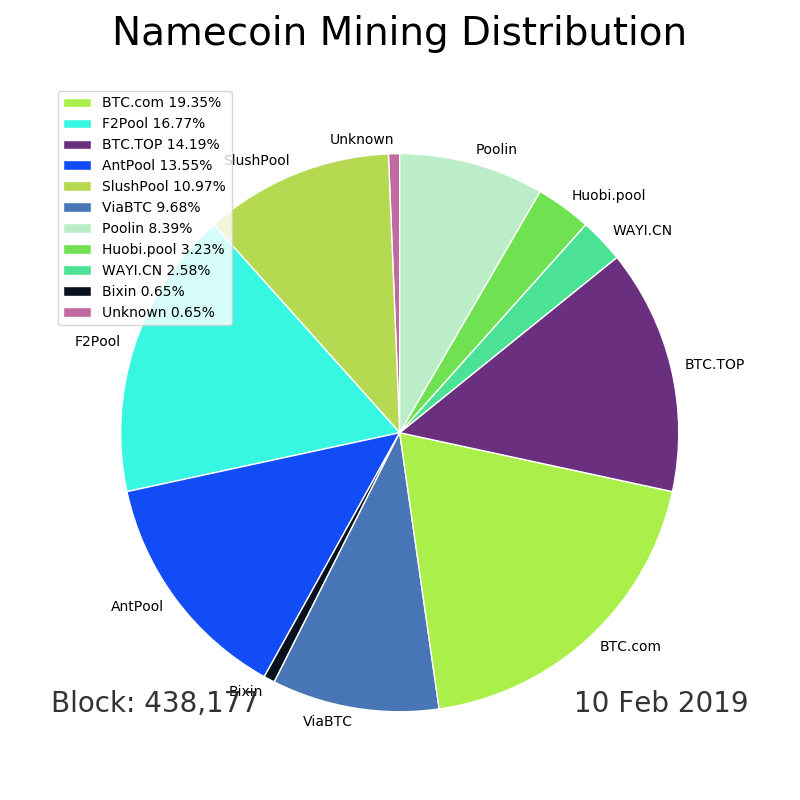 Namecoin Mining Distribution
BTC.com 19.35%
F2Pool 16.77%
BTC.TOP 14.19%
AntPool 13.55%
SlushPool 10.97%
ViaBTC 9.68%
Poolin 8.39%
Huobi.pool 3.23%
WAYI.CN 2.58%
Bixin 0.65%
Unknown 0.65%
Unknown
Poolin
SlushPool
Huobi.pool
WAYI.CN
F2Pool
BTC.TOP
AntPool
BTC.com
Bixin
ViaBTC
Block: 438,177
10 Feb 2019